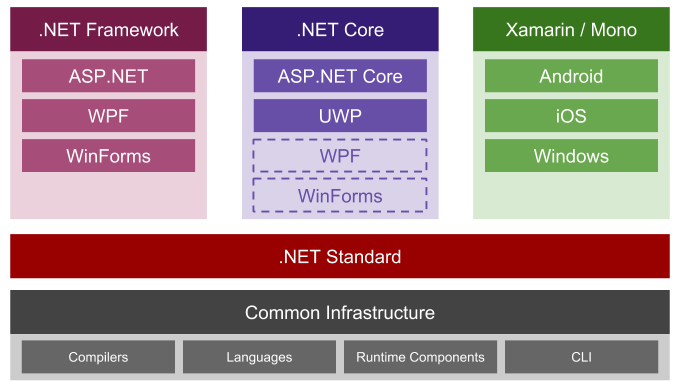 .NET Framework
ASP.NET
WPF
WinForms
.NET Core
ASP.NET Core
UWP
WPF
WinForms
Xamarin / Mono
Android
iOS
Windows
.NET Standard
Common Infrastructure
Compilers
Languages
Runtime Components
CLI